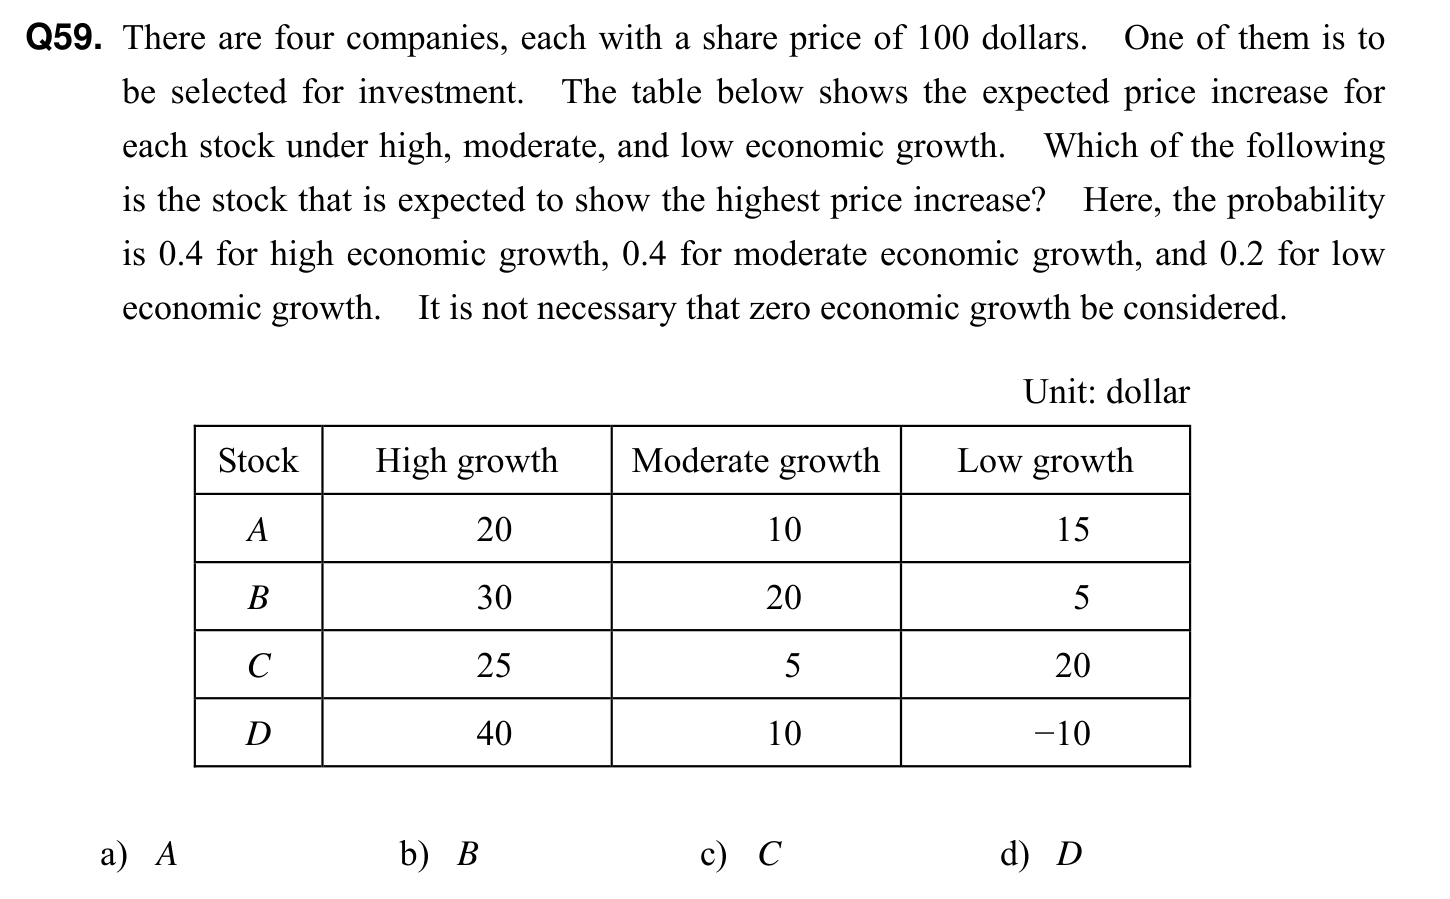 Q59. There are four companies, each with a share price of 100 dollars. One of them is to
be selected for investment. The table below shows the expected price increase for
each stock under high, moderate, and low economic growth. Which of the following
is the stock that is expected to show the highest price increase? Here, the probability
is 0.4 for high economic growth, 0.4 for moderate economic growth, and 0.2 for low
economic growth. It is not necessary that zero economic growth be considered.
Unit: dollar
Stock High growth Moderate growth Low growth
A 20 10 15
B 30 20 5
C 25 5 20
D 40 10 −10
a) A b) B c) C d) D